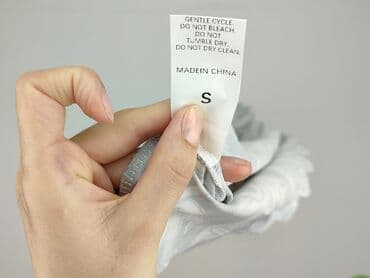 GENTLE CYCLE.
DO NOT BLEACH.
DO NOT
TUMBLE DRY.
DO NOT DRY CLEAN.
MADEIN CHINA
S